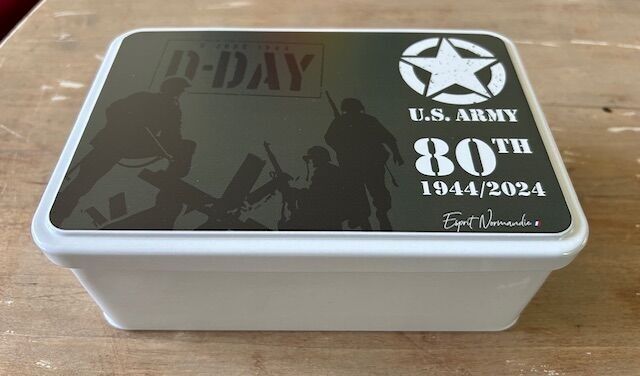 D-DAY
U.S. ARMY
80TH
1944/2024
Esprit Normandie